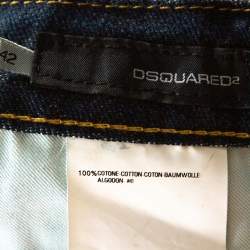 42
DSQUARED²
100%COTONE-COTTON-COTON-BAUMWOLLE
ALGODON